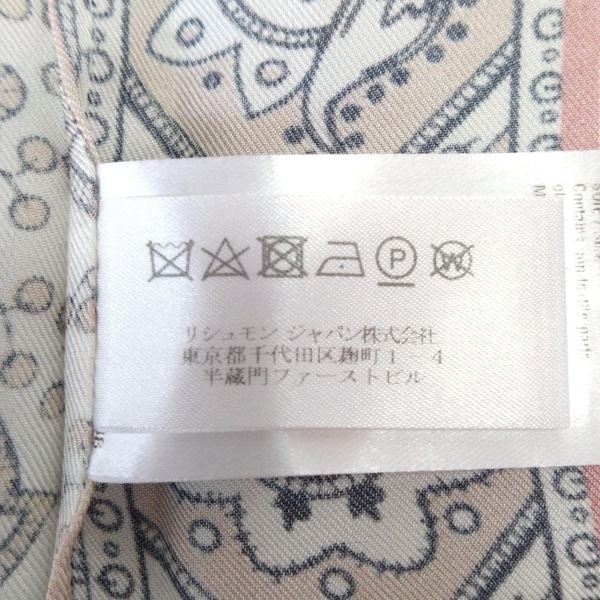 P W
リシュモン ジャパン株式会社
東京都千代田区麹町1-4
半蔵門ファーストビル